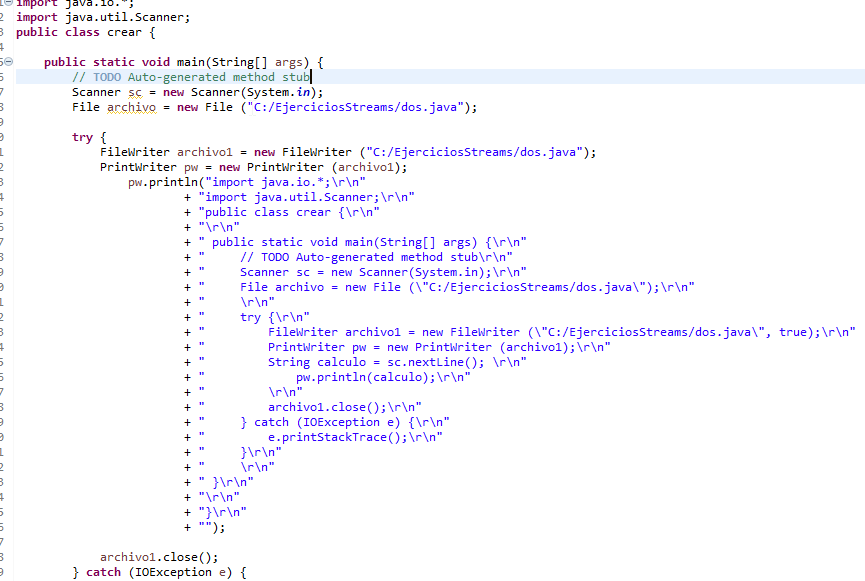 import java.io.*;
import java.util.Scanner;
public class crear {
public static void main(String[] args) {
// TODO Auto-generated method stub
Scanner sc = new Scanner(System.in);
File archivo = new File ("C:/EjerciciosStreams/dos.java");
try {
FileWriter archivo1 = new FileWriter ("C:/EjerciciosStreams/dos.java");
PrintWriter pw = new PrintWriter (archivo1);
pw.println("import java.io.*;\r\n"
+ "import java.util.Scanner;\r\n"
+ "public class crear {\r\n"
+ "\r\n"
+ " public static void main(String[] args) {\r\n"
+ "     // TODO Auto-generated method stub\r\n"
+ "     Scanner sc = new Scanner(System.in);\r\n"
+ "     File archivo = new File (\"C:/EjerciciosStreams/dos.java\");\r\n"
+ "     \r\n"
+ "     try {\r\n"
+ "         FileWriter archivo1 = new FileWriter (\"C:/EjerciciosStreams/dos.java\", true);\r\n"
+ "         PrintWriter pw = new PrintWriter (archivo1);\r\n"
+ "         String calculo = sc.nextLine(); \r\n"
+ "             pw.println(calculo);\r\n"
+ "         \r\n"
+ "         archivo1.close();\r\n"
+ "     } catch (IOException e) {\r\n"
+ "         e.printStackTrace();\r\n"
+ "     }\r\n"
+ "     \r\n"
+ " }\r\n"
+ "\r\n"
+ "}\r\n"
+ "");
archivo1.close();
} catch (IOException e) {